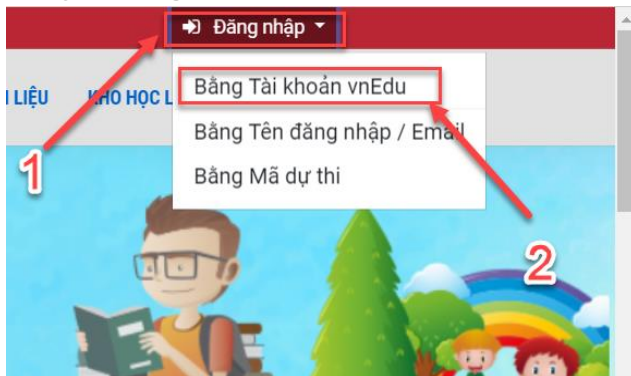 Đăng nhập
LIỆU KHO HỌC L
Bằng Tài khoản vnEdu
Bằng Tên đăng nhập / Email
Bằng Mã dự thi
1
2